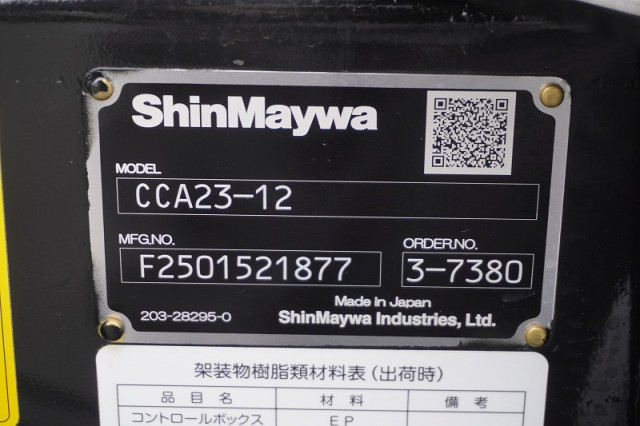 ShinMaywa
MODEL
CCA23-12
MFG.NO. ORDER.NO.
F2501521877 3-7380
Made in Japan
203-28295-0 ShinMaywa Industries, Ltd.
架装物樹脂類材料表(出荷時)
品目名 材料 備考
コントロールボックス EP